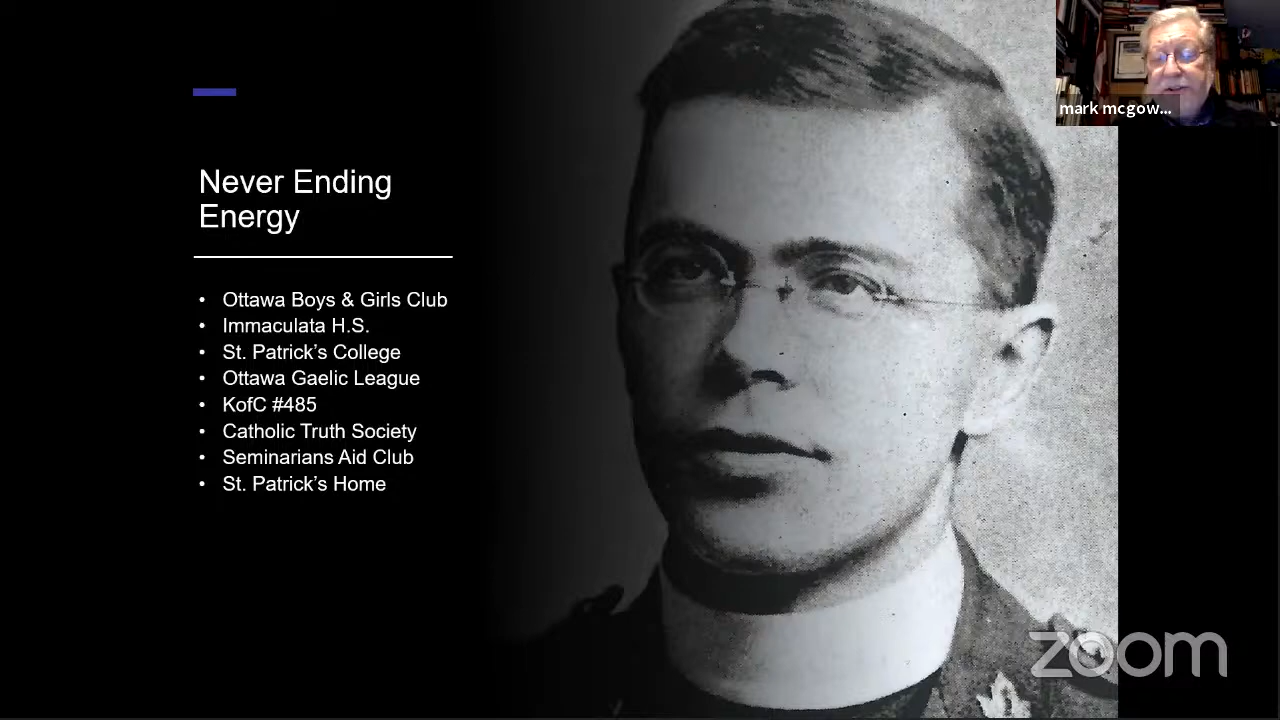 mark mcgow...
Never Ending
Energy
• Ottawa Boys & Girls Club
• Immaculata H.S.
• St. Patrick’s College
• Ottawa Gaelic League
• KofC #485
• Catholic Truth Society
• Seminarians Aid Club
• St. Patrick’s Home
zoom